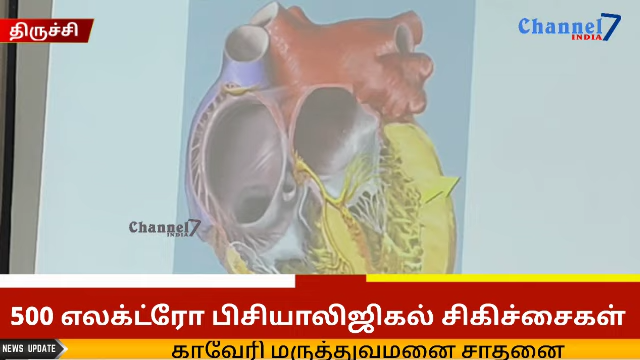 திருச்சி
Channel 7
INDIA
Channel 7
INDIA
500 எலக்ட்ரோ பிசியாலிஜிகல் சிகிச்சைகள்
NEWS UPDATE
காவேரி மருத்துவமனை சாதனை